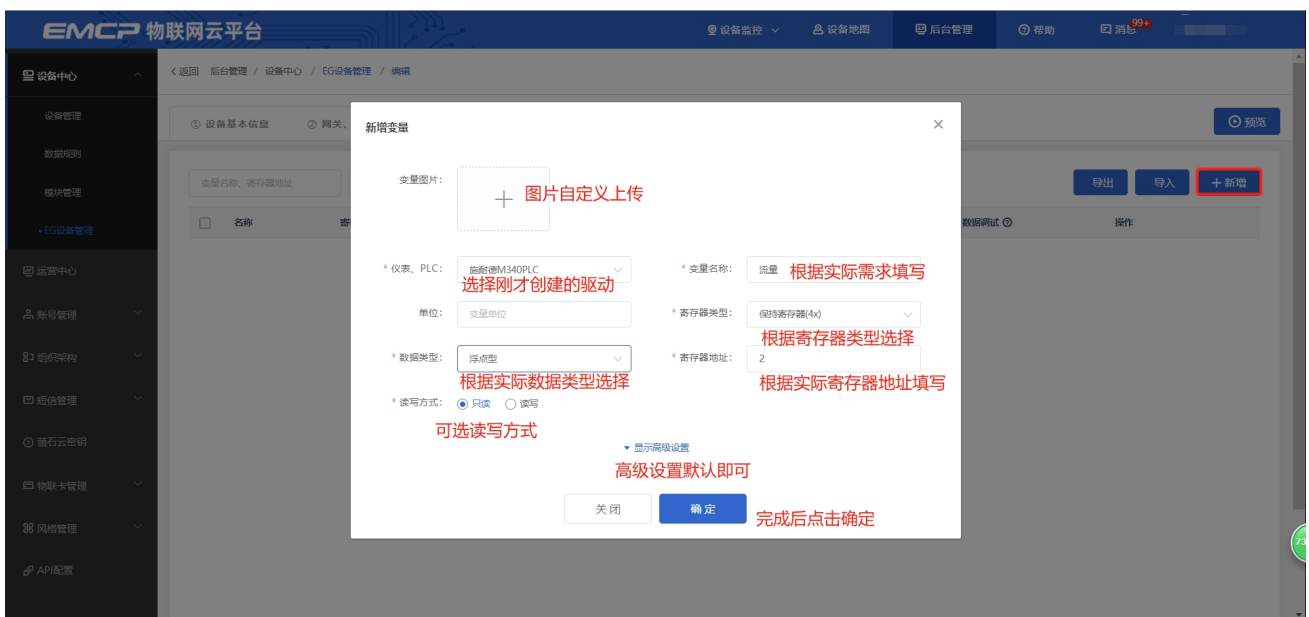 EMCP 物联网云平台
设备监控
设备地图
后台管理
帮助
消息 99+
设备中心
<返回 后台管理 / 设备中心 / EG设备管理 / 编辑
设备管理
① 设备基本信息
② 网关、
预览
数据规则
模块管理
EG设备管理
变量名称、寄存器地址
导出
导入
+新增
名称
寄
数据调试
操作
运营中心
账号管理
组织架构
短信管理
萤石云密钥
物联卡管理
风格管理
API配置
新增变量
×
变量图片:
+
图片自定义上传
* 仪表、PLC:
施耐德M340PLC
选择刚才创建的驱动
* 变量名称:
流量
根据实际需求填写
单位:
变量单位
* 寄存器类型:
保持寄存器(4x)
根据寄存器类型选择
* 数据类型:
浮点型
根据实际数据类型选择
* 寄存器地址:
2
根据实际寄存器地址填写
* 读写方式:
只读
读写
可选读写方式
显示高级设置
高级设置默认即可
关闭
确定
完成后点击确定
73